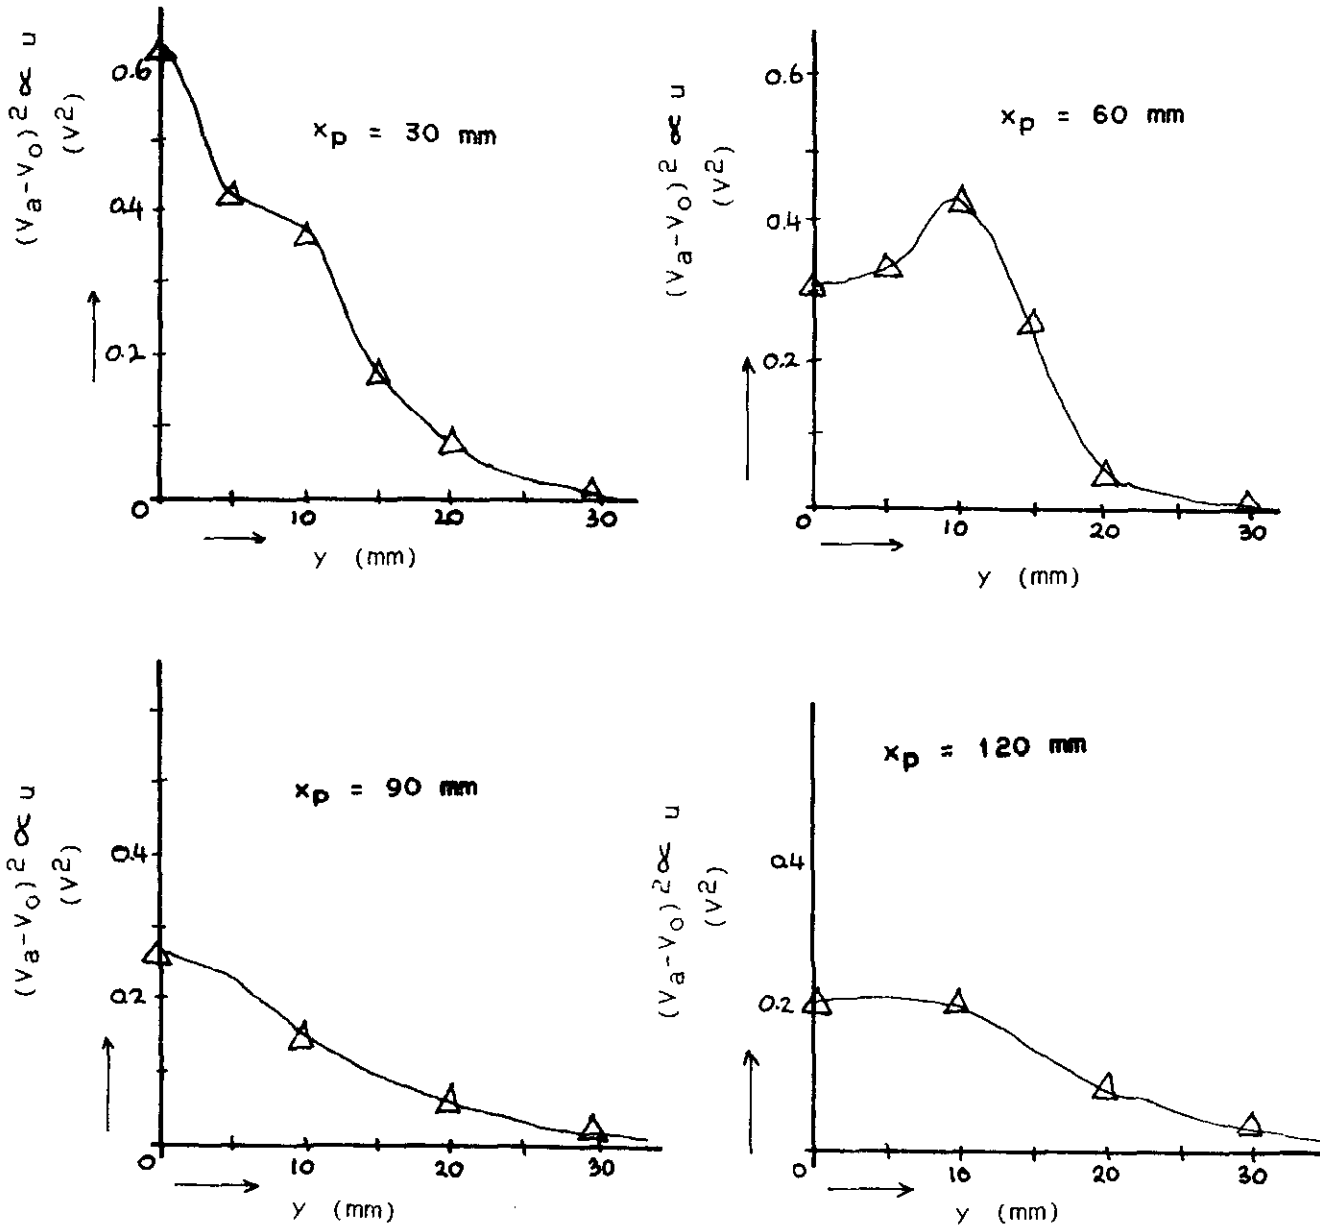 (Va-Vo)² ∝ u
(V²)
0.6
0.4
0.2
0
10
20
30
y (mm)
xp = 30 mm
(Va-Vo)² ∝ u
(V²)
0.6
0.4
0.2
0
10
20
30
y (mm)
xp = 60 mm
(Va-Vo)² ∝ u
(V²)
0.4
0.2
0
10
20
30
y (mm)
xp = 90 mm
(Va-Vo)² ∝ u
(V²)
0.4
0.2
0
10
20
30
y (mm)
xp = 120 mm